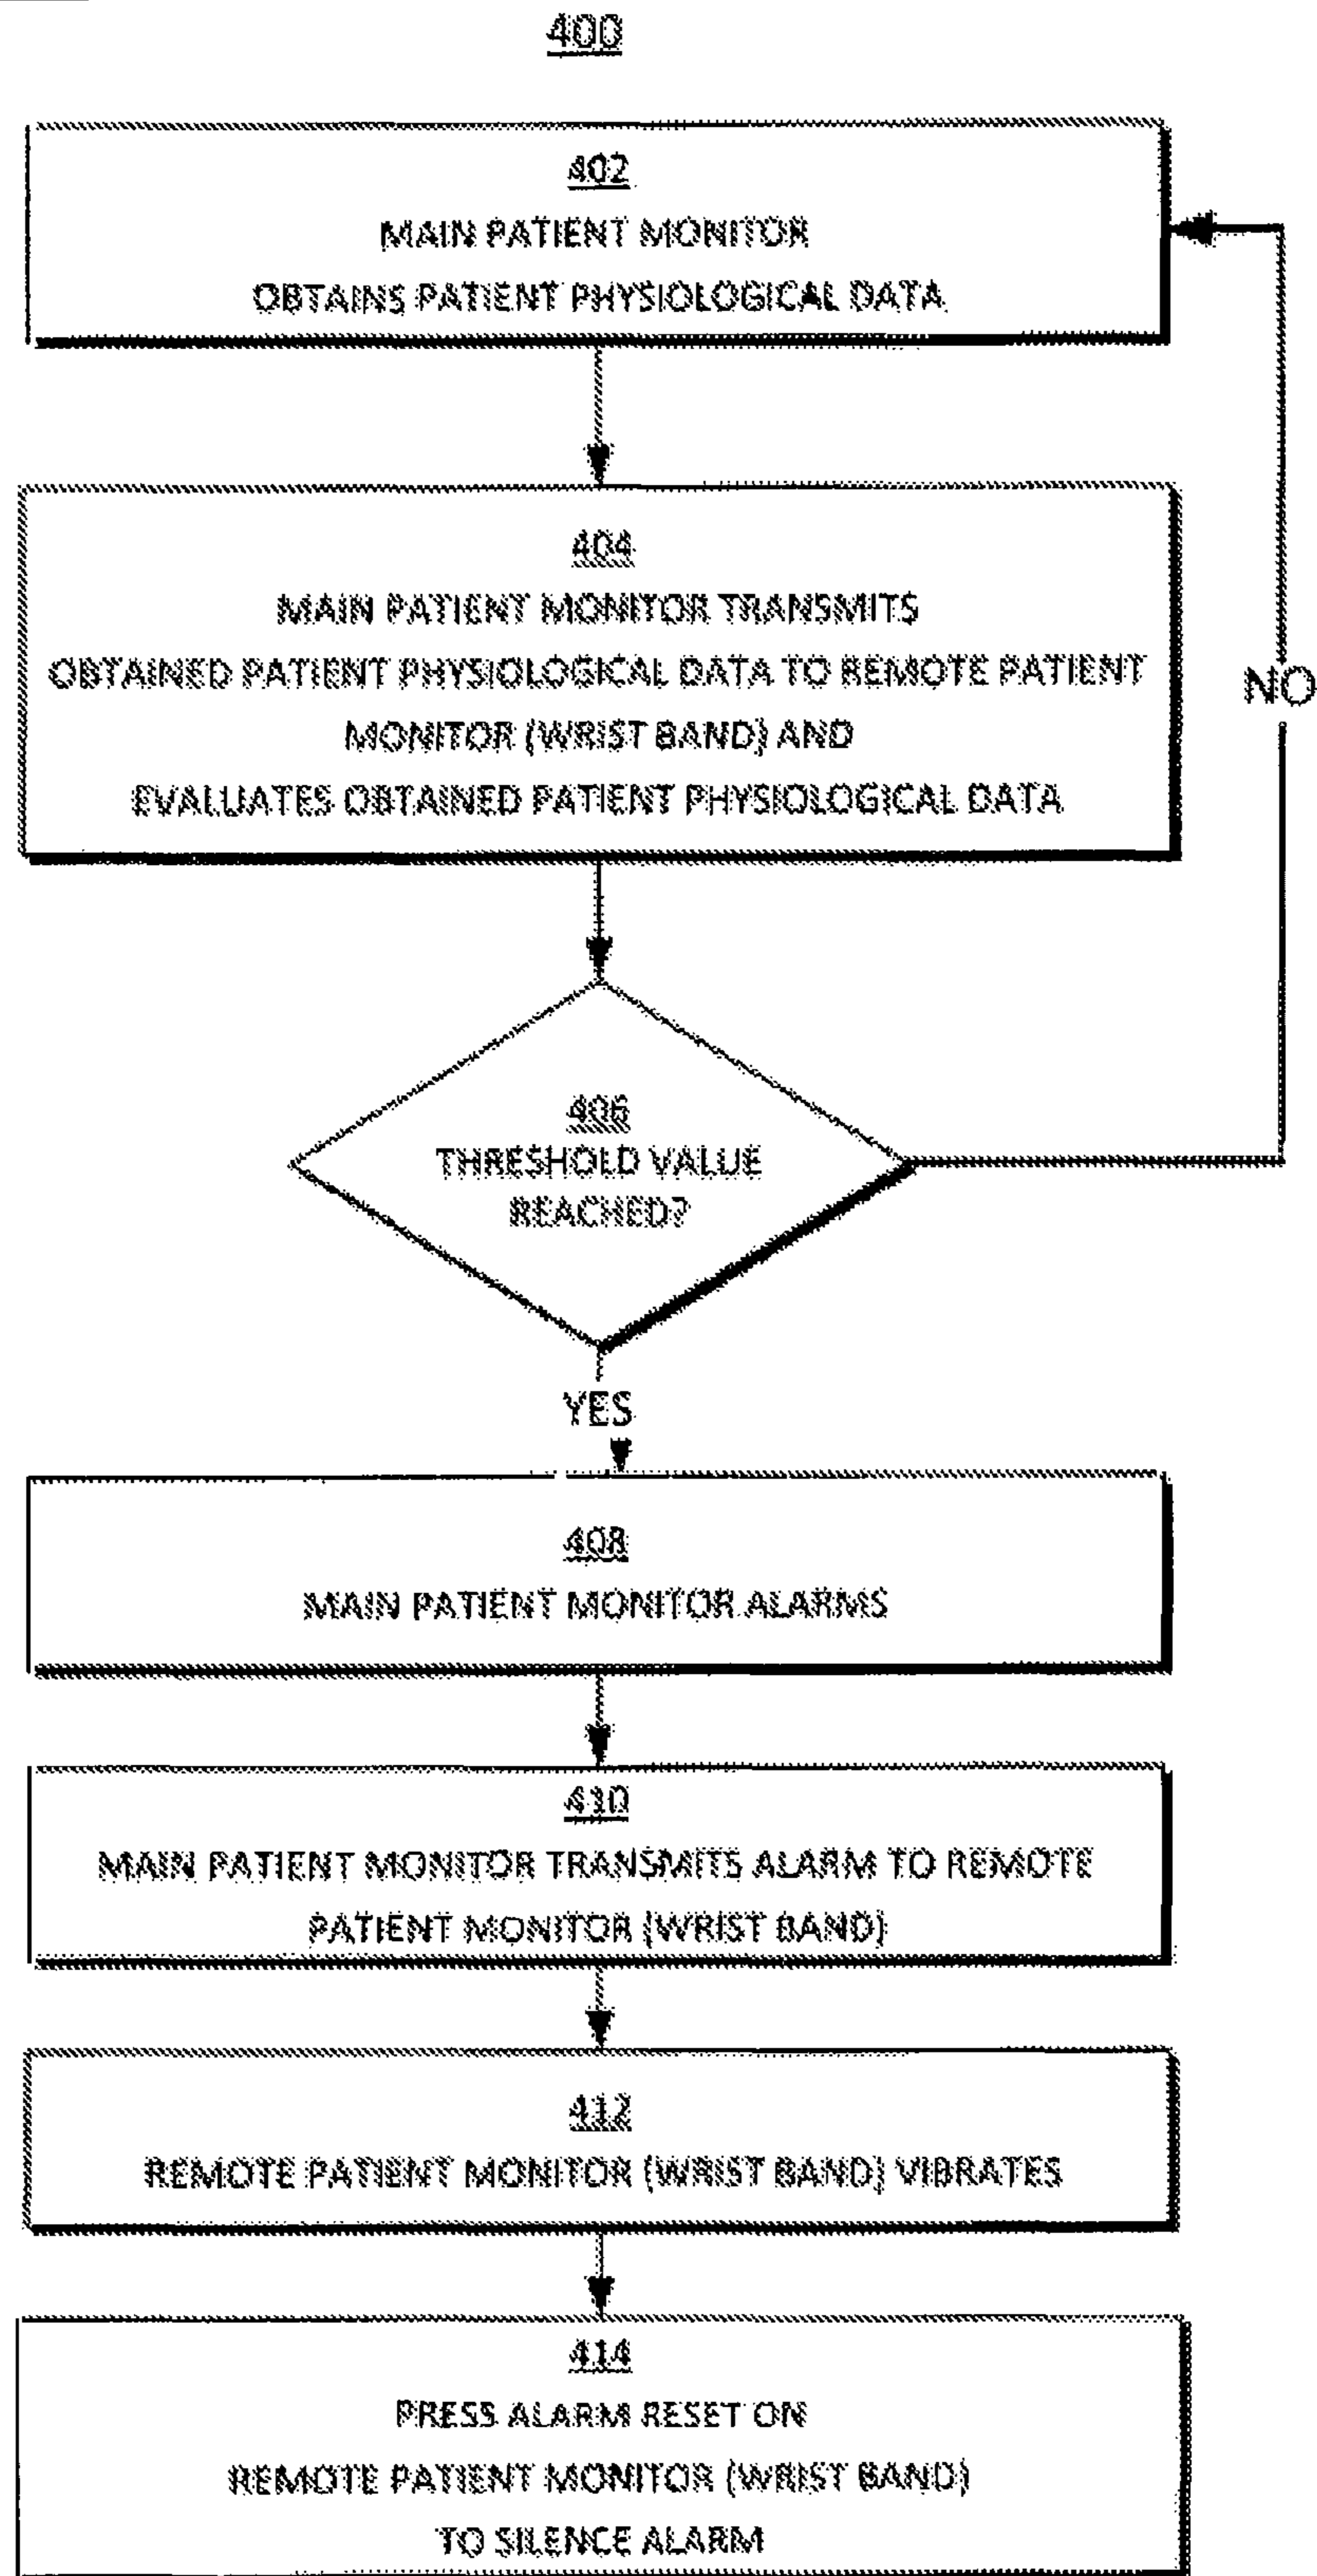 400
402
MAIN PATIENT MONITOR
OBTAINS PATIENT PHYSIOLOGICAL DATA
404
MAIN PATIENT MONITOR TRANSMITS
OBTAINED PATIENT PHYSIOLOGICAL DATA TO REMOTE PATIENT
MONITOR (WRIST BAND) AND
EVALUATES OBTAINED PATIENT PHYSIOLOGICAL DATA
NO
406
THRESHOLD VALUE
REACHED?
YES
408
MAIN PATIENT MONITOR ALARMS
410
MAIN PATIENT MONITOR TRANSMITS ALARM TO REMOTE
PATIENT MONITOR (WRIST BAND)
412
REMOTE PATIENT MONITOR (WRIST BAND) VIBRATES
414
PRESS ALARM RESET ON
REMOTE PATIENT MONITOR (WRIST BAND)
TO SILENCE ALARM